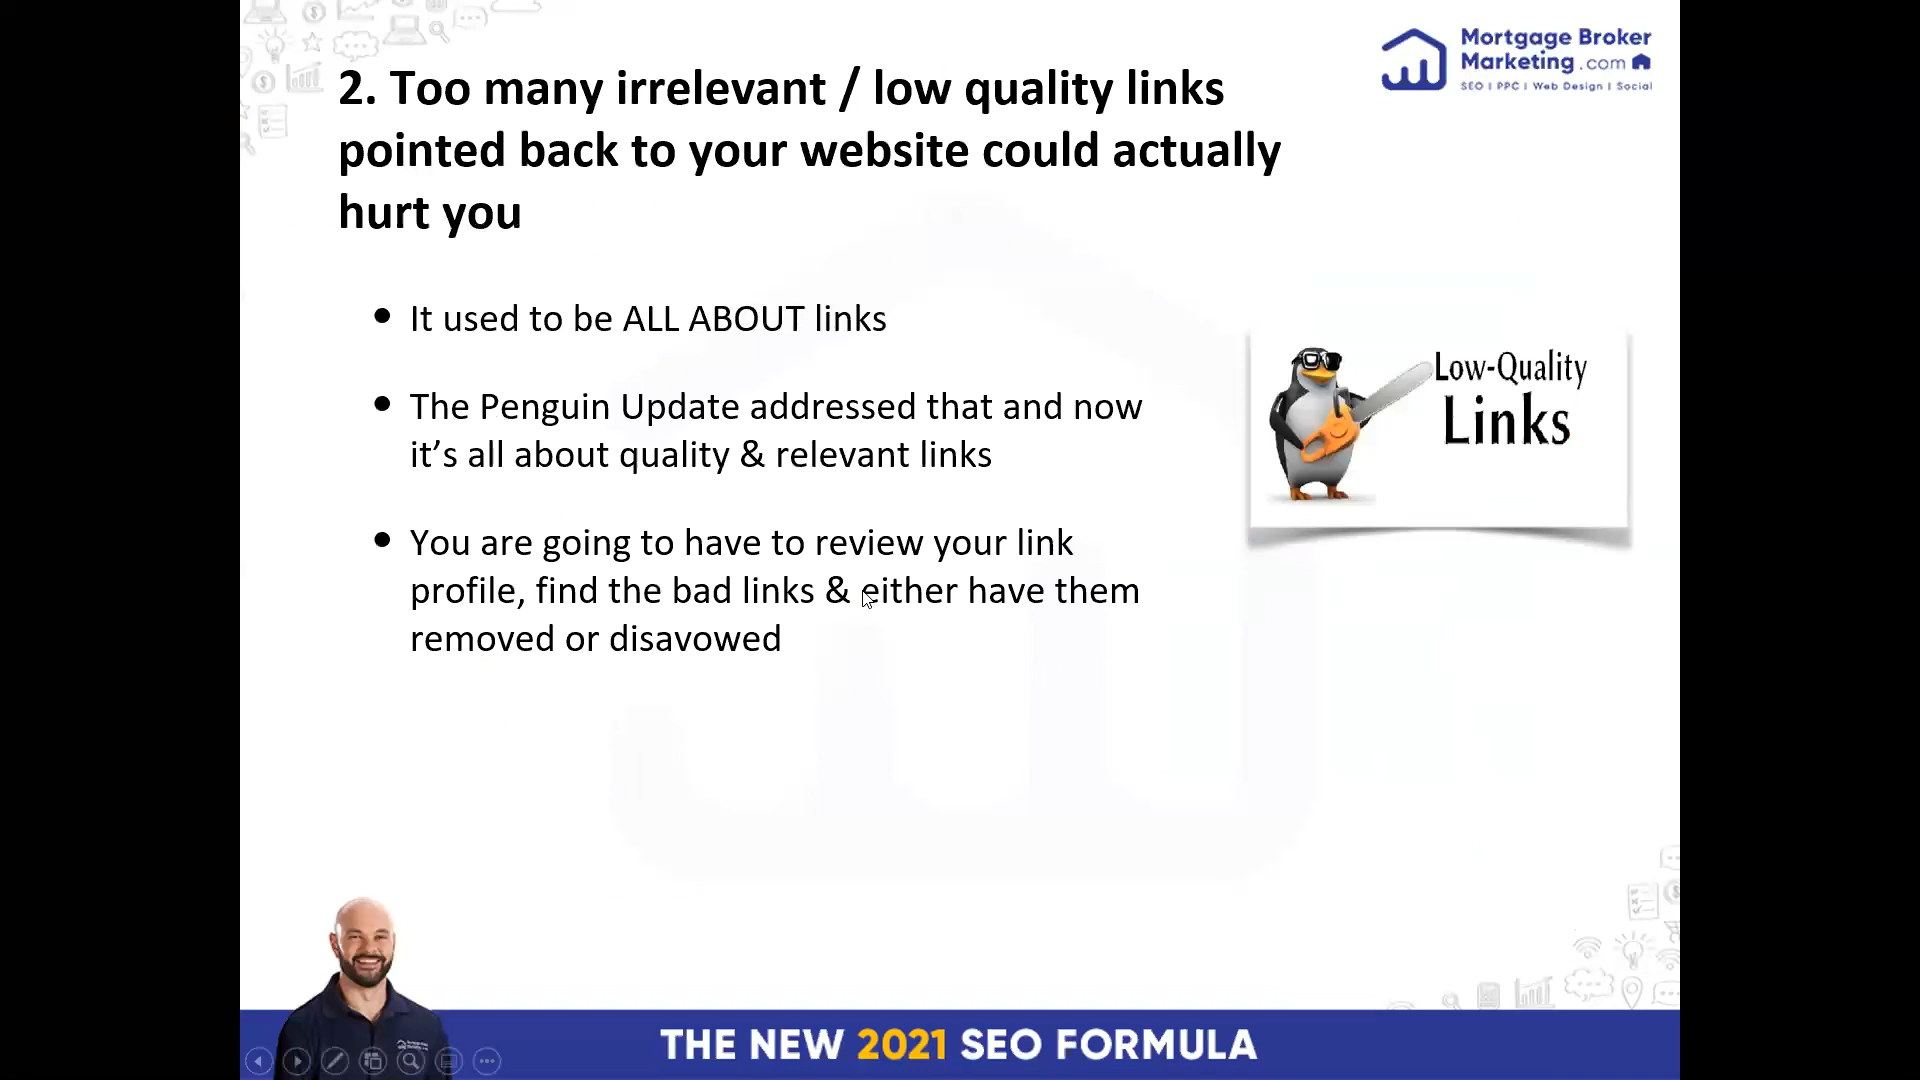 Mortgage Broker
Marketing.com
SEO | PPC | Web Design | Social
2. Too many irrelevant / low quality links
pointed back to your website could actually
hurt you
• It used to be ALL ABOUT links
• The Penguin Update addressed that and now
it’s all about quality & relevant links
• You are going to have to review your link
profile, find the bad links & either have them
removed or disavowed
Low-Quality
Links
THE NEW 2021 SEO FORMULA